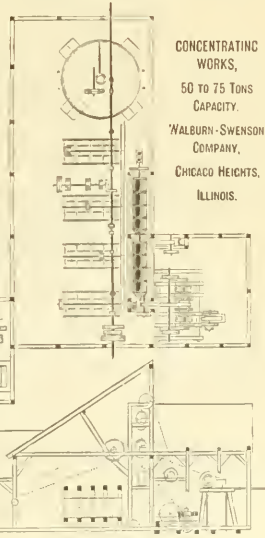 CONCENTRATING
WORKS,
50 TO 75 TONS
CAPACITY.
WALBURN-SWENSON
COMPANY,
CHICAGO HEIGHTS,
ILLINOIS.